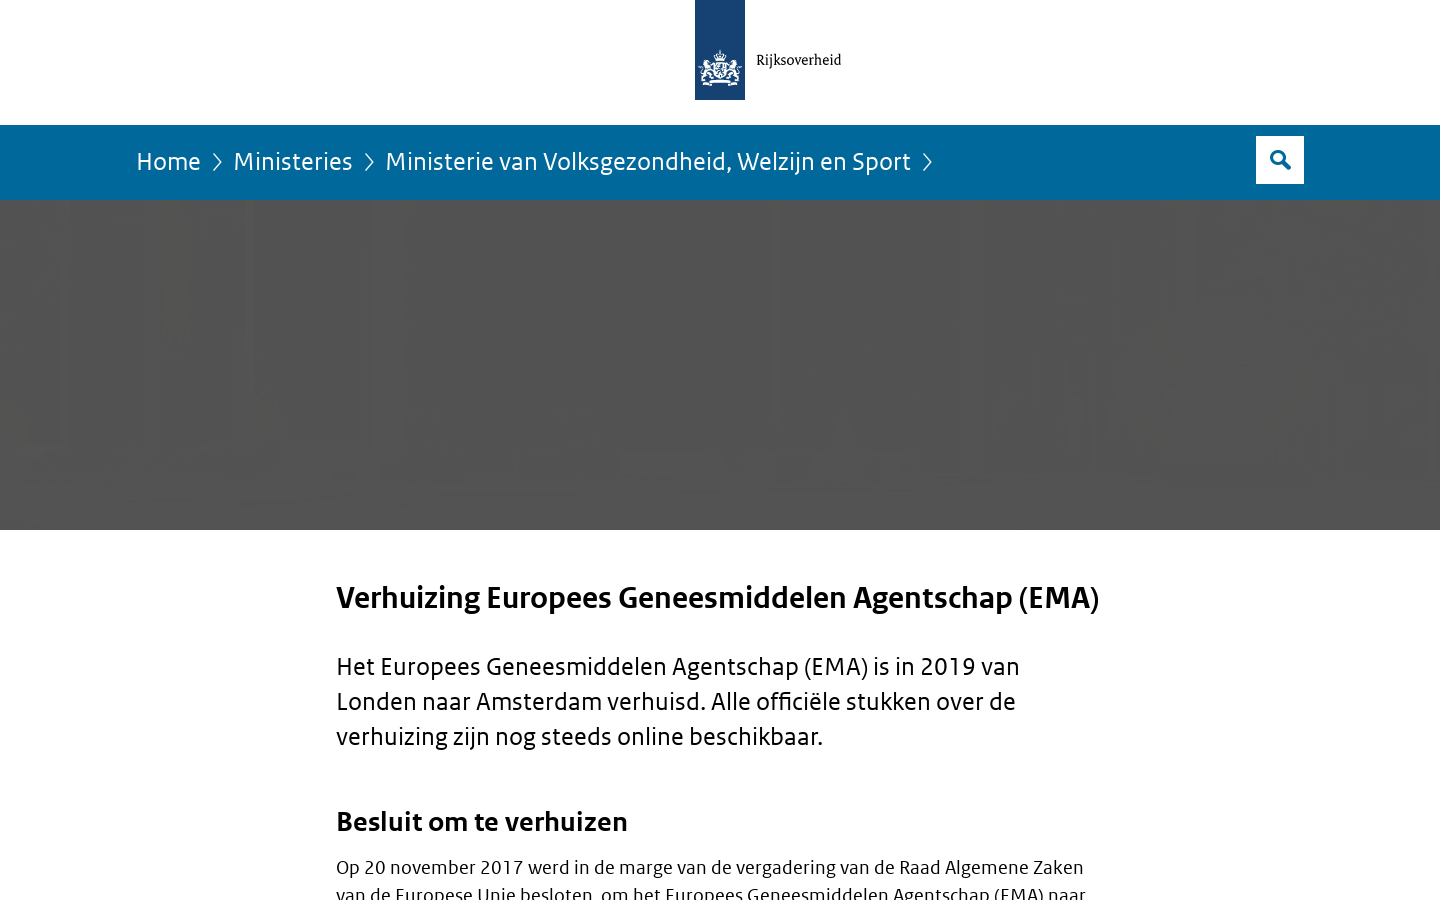 Rijksoverheid
Home
Ministeries
Ministerie van Volksgezondheid, Welzijn en Sport
Verhuizing Europees Geneesmiddelen Agentschap (EMA)
Het Europees Geneesmiddelen Agentschap (EMA) is in 2019 van
Londen naar Amsterdam verhuisd. Alle officiële stukken over de
verhuizing zijn nog steeds online beschikbaar.
Besluit om te verhuizen
Op 20 november 2017 werd in de marge van de vergadering van de Raad Algemene Zaken
van de Europese Unie besloten, om het Europees Geneesmiddelen Agentschap (EMA) naar